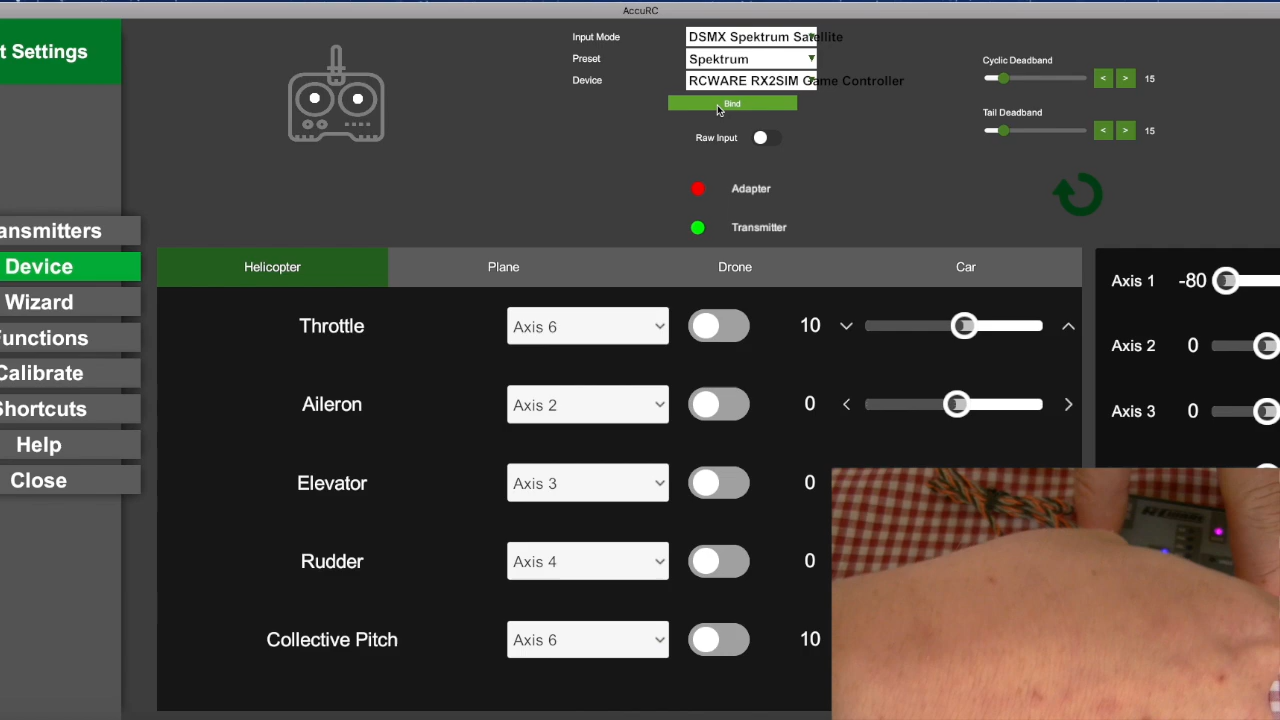 AccuRC
t Settings
Input Mode
DSMX Spektrum Satellite
Preset
Spektrum
Device
RCWARE RX2SIM Game Controller
Bind
Raw Input
Adapter
Transmitter
Cyclic Deadband
< > 15
Tail Deadband
< > 15
ansmitters
Device
Wizard
unctions
Calibrate
Shortcuts
Help
Close
Helicopter
Plane
Drone
Car
Throttle
Axis 6
10
Aileron
Axis 2
0
Elevator
Axis 3
0
Rudder
Axis 4
0
Collective Pitch
Axis 6
10
Axis 1 -80
Axis 2 0
Axis 3 0